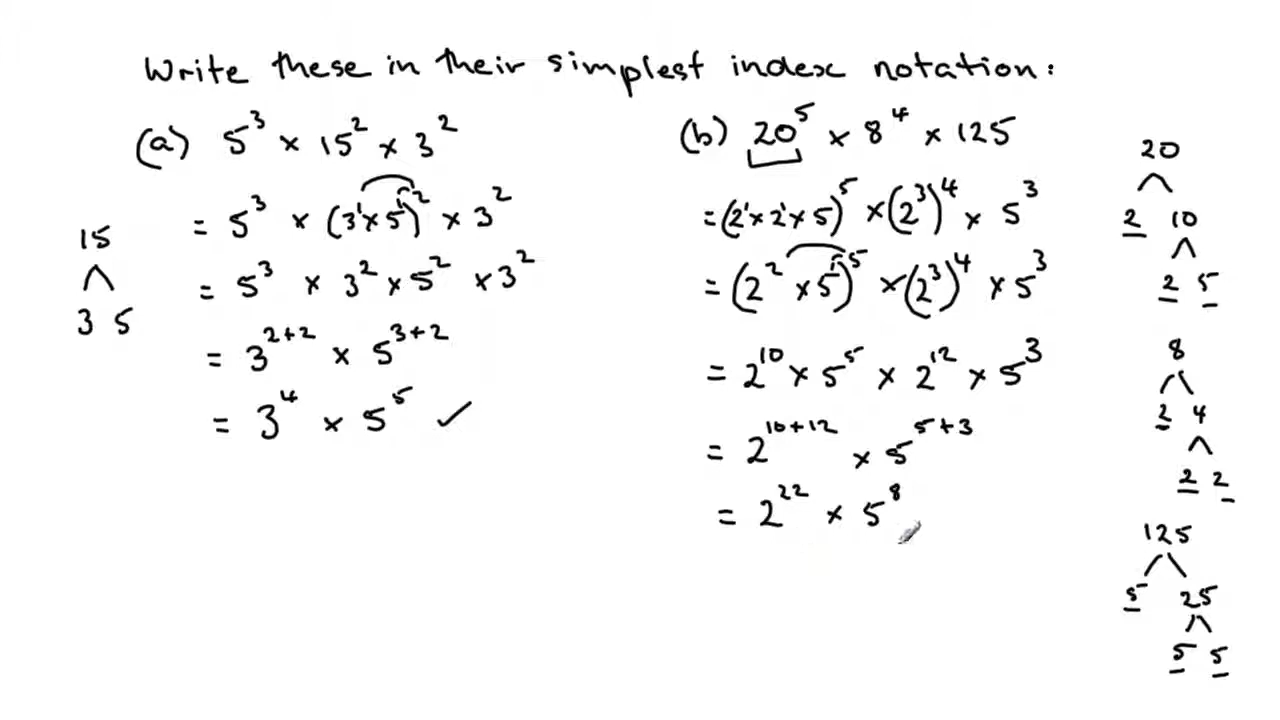 Write these in their simplest index notation:
(a) 5³ × 15² × 3²
= 5³ × (3¹ × 5¹)² × 3²
= 5³ × 3² × 5² × 3²
= 3²⁺² × 5³⁺²
= 3⁴ × 5⁵ ✓
15
3 5
(b) 20⁵ × 8⁴ × 125
= (2¹ × 2¹ × 5)⁵ × (2³)⁴ × 5³
= (2² × 5¹)⁵ × (2³)⁴ × 5³
= 2¹⁰ × 5⁵ × 2¹² × 5³
= 2¹⁰⁺¹² × 5⁵⁺³
= 2²² × 5⁸
20
2 10
2 5
8
2 4
2 2
125
5 25
5 5